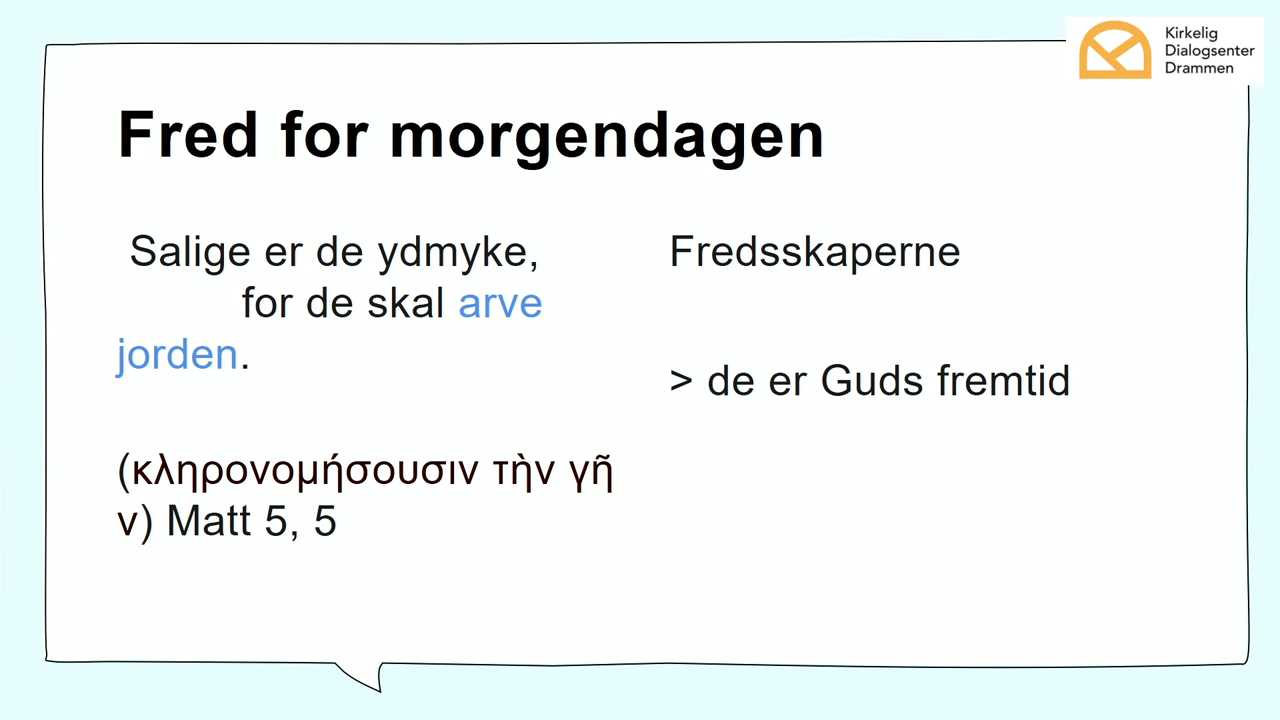 Kirkelig
Dialogsenter
Drammen
Fred for morgendagen
Salige er de ydmyke,
for de skal arve
jorden.
(κληρονομήσουσιν τὴν γῆ
ν) Matt 5, 5
Fredsskaperne
> de er Guds fremtid